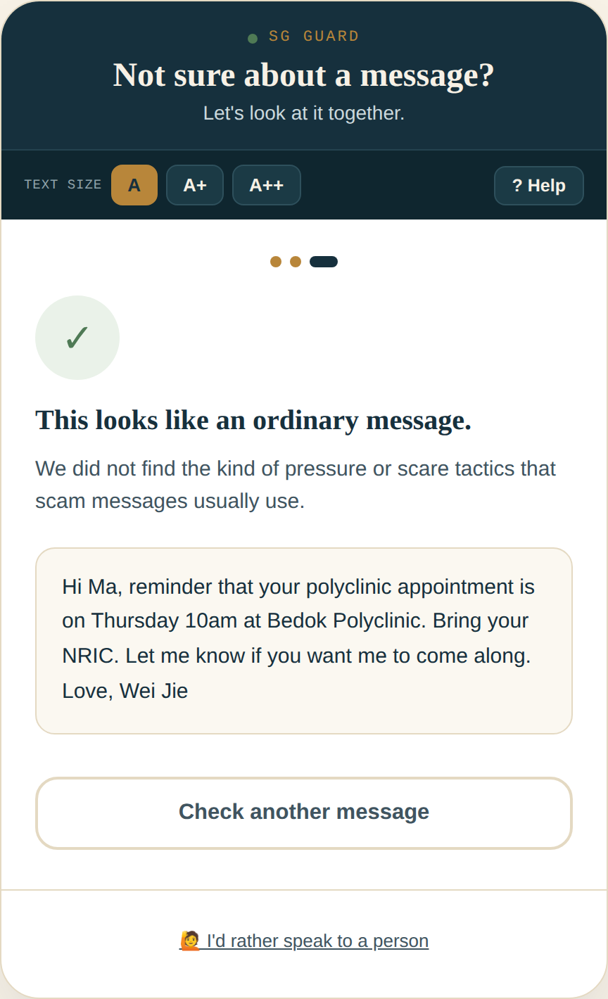 SG GUARD
Not sure about a message?
Let's look at it together.
TEXT SIZE A A+ A++ ? Help
✓
This looks like an ordinary message.
We did not find the kind of pressure or scare tactics that
scam messages usually use.
Hi Ma, reminder that your polyclinic appointment is
on Thursday 10am at Bedok Polyclinic. Bring your
NRIC. Let me know if you want me to come along.
Love, Wei Jie
Check another message
🙋 I'd rather speak to a person